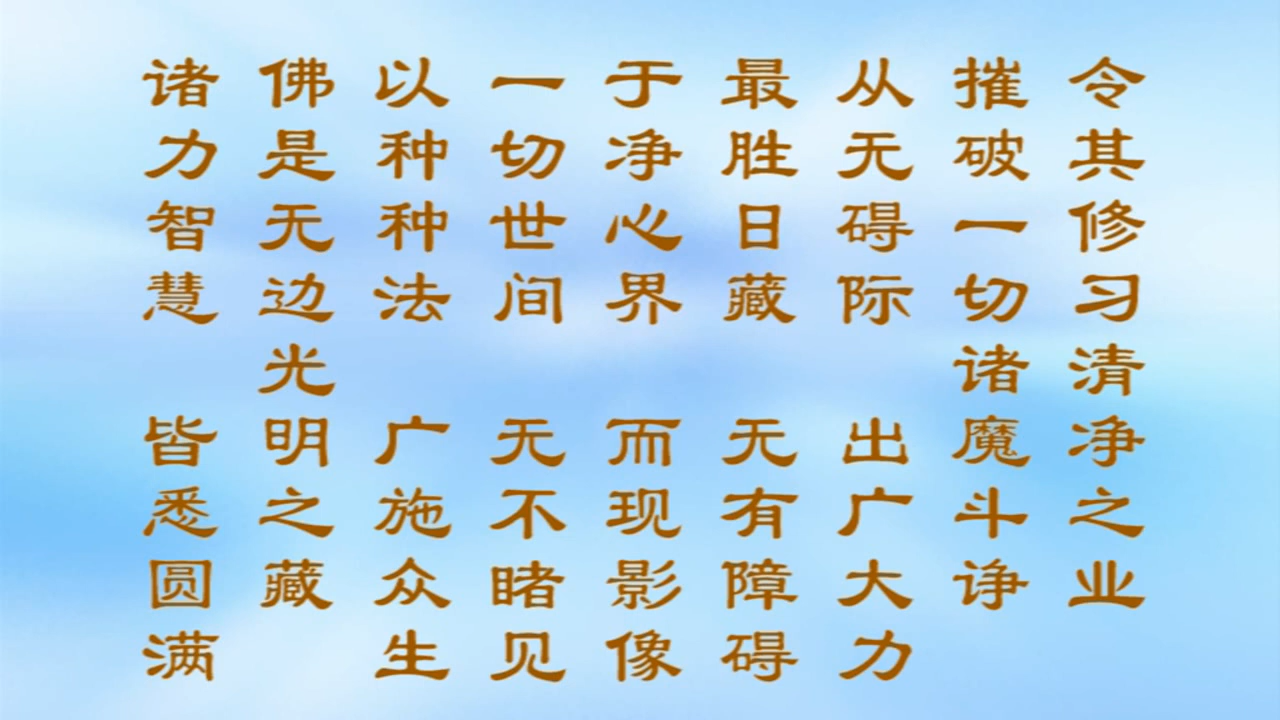 令其修习清净之业
摧破一切诸魔斗诤
从无碍际 出广大力
最胜日藏 无有障碍
于净心界 而现影像
一切世间 无不睹见
以种种法 广施众生
佛是无边光明之藏
诸力智慧 皆悉圆满